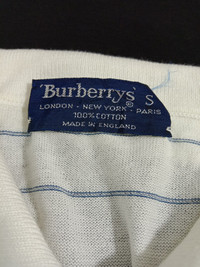 Burberrys® S
LONDON - NEW YORK - PARIS
100% COTTON
MADE IN ENGLAND